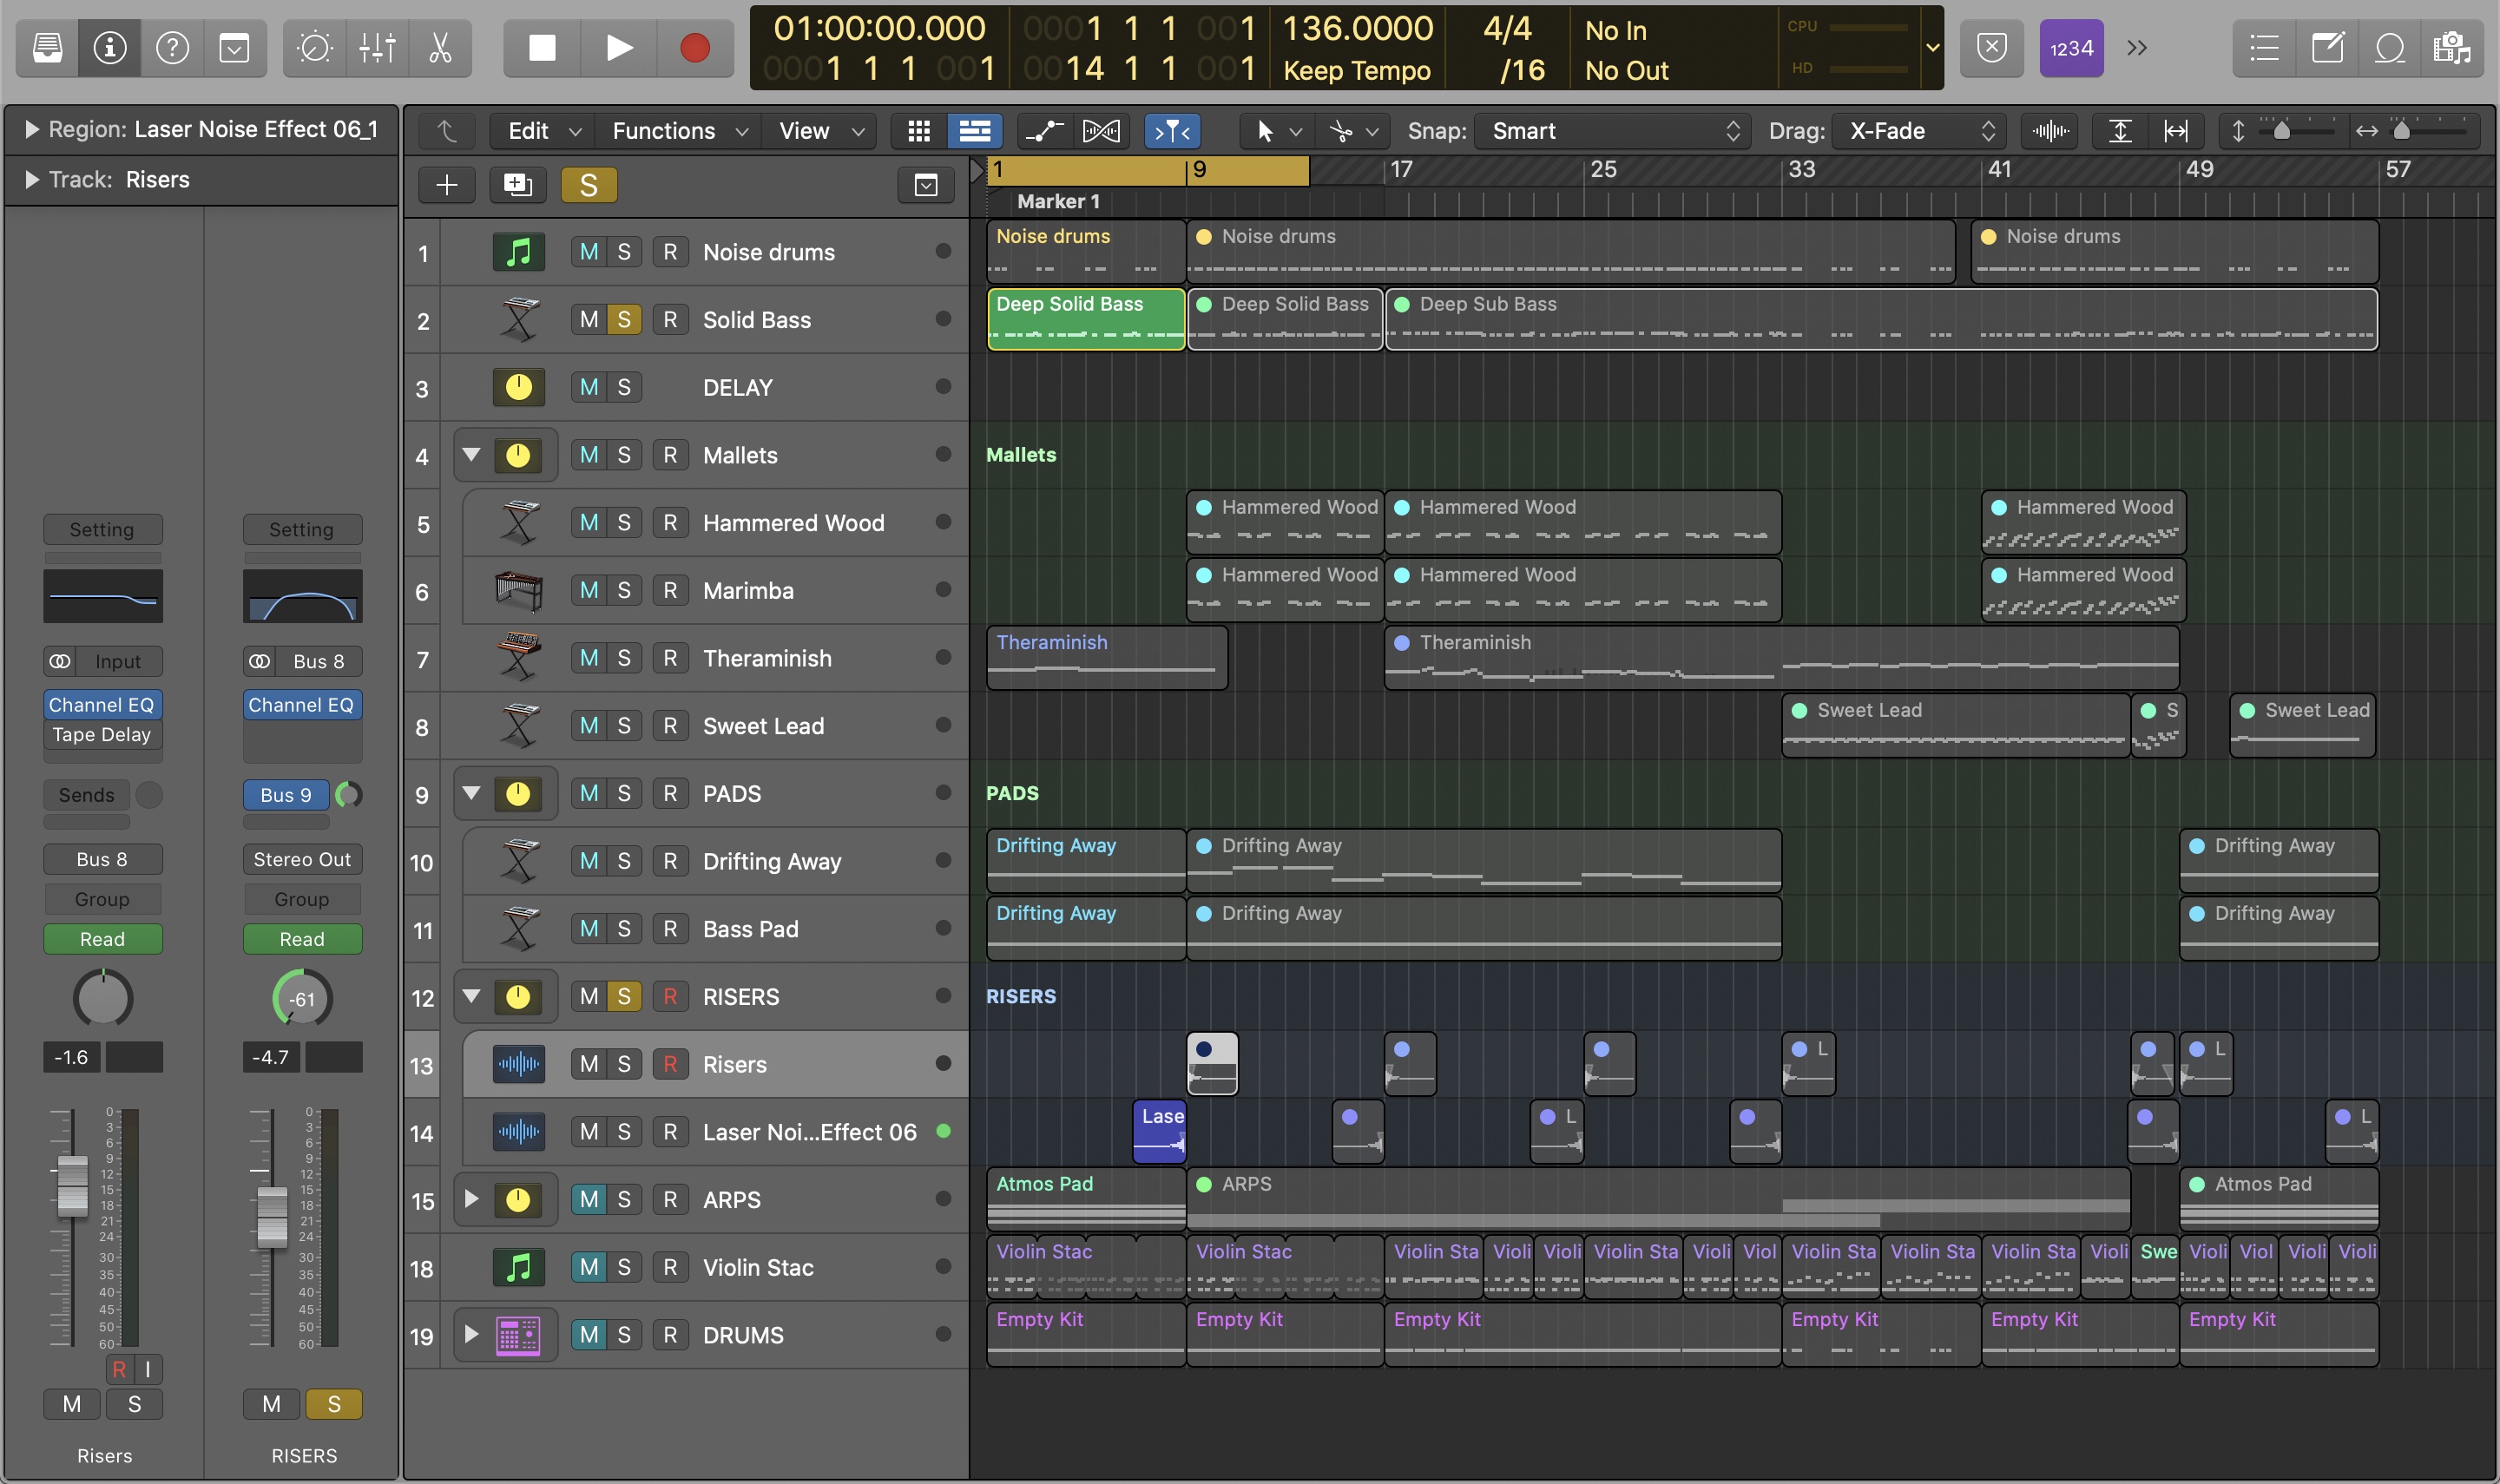 01:00:00.000
0001 1 1 001
0001 1 1 001
0014 1 1 001
136.0000
Keep Tempo
4/4
/16
No In
No Out
CPU
HD
1234
Region: Laser Noise Effect 06_1
Track: Risers
Edit
Functions
View
Snap: Smart
Drag: X-Fade
S
1 9 17 25 33 41 49 57
Marker 1
1 M S R Noise drums
Noise drums Noise drums Noise drums
2 M S R Solid Bass
Deep Solid Bass Deep Solid Bass Deep Sub Bass
3 M S DELAY
4 M S R Mallets
Mallets
5 M S R Hammered Wood
Hammered Wood Hammered Wood Hammered Wood
6 M S R Marimba
Hammered Wood Hammered Wood Hammered Wood
7 M S R Theraminish
Theraminish Theraminish
8 M S R Sweet Lead
Sweet Lead S Sweet Lead
9 M S R PADS
PADS
10 M S R Drifting Away
Drifting Away Drifting Away Drifting Away
11 M S R Bass Pad
Drifting Away Drifting Away Drifting Away
12 M S R RISERS
RISERS
13 M S R Risers
L L
14 M S R Laser Noi...Effect 06
Lase L L
15 M S R ARPS
Atmos Pad ARPS Atmos Pad
18 M S R Violin Stac
Violin Stac Violin Stac Violin Sta Violi Violi Violin Sta Violi Viol Violin Sta Violin Sta Violin Sta Violi Swe Violi Viol Violi Violi
19 M S R DRUMS
Empty Kit Empty Kit Empty Kit Empty Kit Empty Kit Empty Kit
Setting
Input
Channel EQ
Tape Delay
Sends
Bus 8
Group
Read
-1.6
0
3
6
9
12
15
18
21
24
30
35
40
45
50
60
R I
M S
Risers
Setting
Bus 8
Channel EQ
Bus 9
Stereo Out
Group
Read
-61
-4.7
0
3
6
9
12
15
18
21
24
30
35
40
45
50
60
M S
RISERS